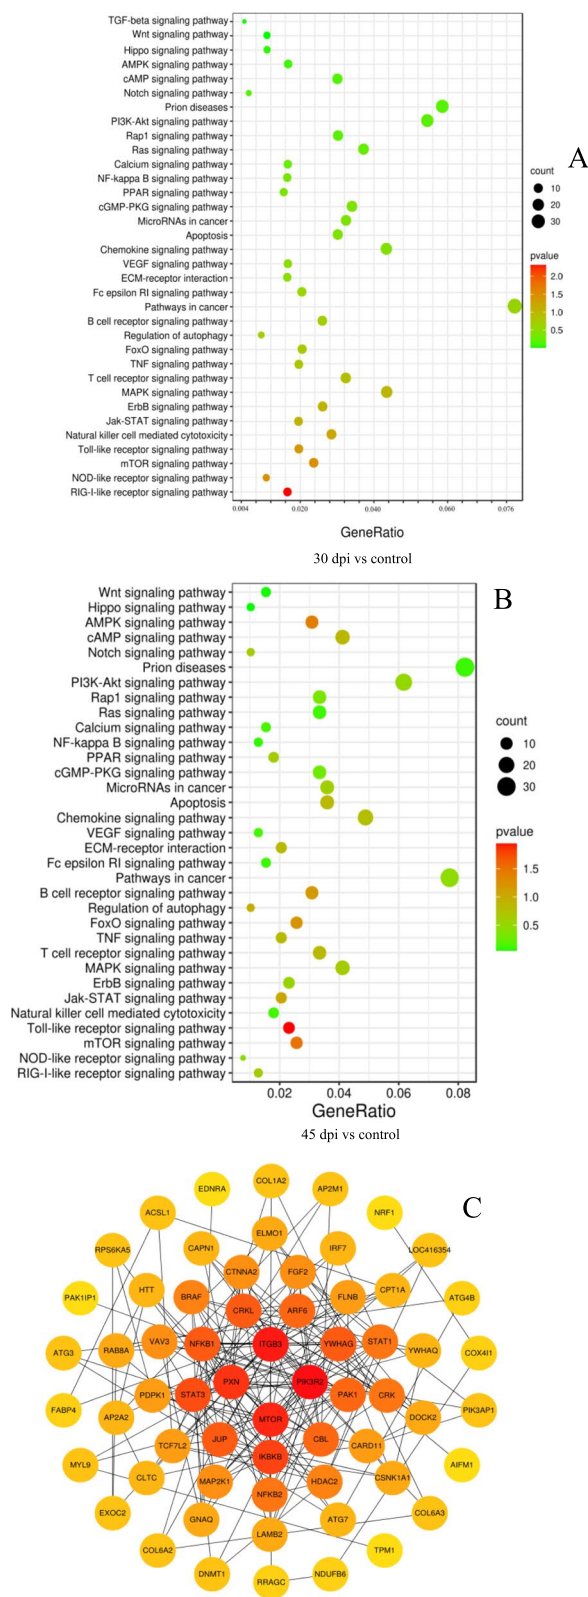 TGF-beta signaling pathway
Wnt signaling pathway
Hippo signaling pathway
AMPK signaling pathway
cAMP signaling pathway
Notch signaling pathway
Prion diseases
PI3K-Akt signaling pathway
Rap1 signaling pathway
Ras signaling pathway
Calcium signaling pathway
NF-kappa B signaling pathway
PPAR signaling pathway
cGMP-PKG signaling pathway
MicroRNAs in cancer
Apoptosis
Chemokine signaling pathway
VEGF signaling pathway
ECM-receptor interaction
Fc epsilon RI signaling pathway
Pathways in cancer
B cell receptor signaling pathway
Regulation of autophagy
FoxO signaling pathway
TNF signaling pathway
T cell receptor signaling pathway
MAPK signaling pathway
ErbB signaling pathway
Jak-STAT signaling pathway
Natural killer cell mediated cytotoxicity
Toll-like receptor signaling pathway
mTOR signaling pathway
NOD-like receptor signaling pathway
RIG-I-like receptor signaling pathway
0.004 0.020 0.040 0.060 0.076
GeneRatio
A
count
10
20
30
pvalue
2.0
1.5
1.0
0.5
30 dpi vs control
B
Wnt signaling pathway
Hippo signaling pathway
AMPK signaling pathway
cAMP signaling pathway
Notch signaling pathway
Prion diseases
PI3K-Akt signaling pathway
Rap1 signaling pathway
Ras signaling pathway
Calcium signaling pathway
NF-kappa B signaling pathway
PPAR signaling pathway
cGMP-PKG signaling pathway
MicroRNAs in cancer
Apoptosis
Chemokine signaling pathway
VEGF signaling pathway
ECM-receptor interaction
Fc epsilon RI signaling pathway
Pathways in cancer
B cell receptor signaling pathway
Regulation of autophagy
FoxO signaling pathway
TNF signaling pathway
T cell receptor signaling pathway
MAPK signaling pathway
ErbB signaling pathway
Jak-STAT signaling pathway
Natural killer cell mediated cytotoxicity
Toll-like receptor signaling pathway
mTOR signaling pathway
NOD-like receptor signaling pathway
RIG-I-like receptor signaling pathway
0.02 0.04 0.06 0.08
GeneRatio
count
10
20
30
pvalue
1.5
1.0
0.5
45 dpi vs control
C
COL1A2
EDNRA AP2M1
ACSL1 NRF1
ELMO1
RPS6KA5 CAPN1 IRF7 LOC416354
CTNNA2 FGF2
HTT CPT1A
PAK1IP1 BRAF FLNB ATG4B
CRKL ARF6
VAV3 NFKB1 ITGB3 YWHAG STAT1
ATG3 RAB8A YWHAQ COX4I1
PXN PIK3R2
PDPK1 STAT3 PAK1 CRK
FABP4 AP2A2 MTOR DOCK2 PIK3AP1
JUP CBL
TCF7L2 IKBKB CARD11
MYL9 CLTC AIFM1
MAP2K1 HDAC2 CSNK1A1
NFKB2
EXOC2 GNAQ ATG7 COL6A3
LAMB2
COL6A2 TPM1
DNMT1 RRAGC NDUFB6